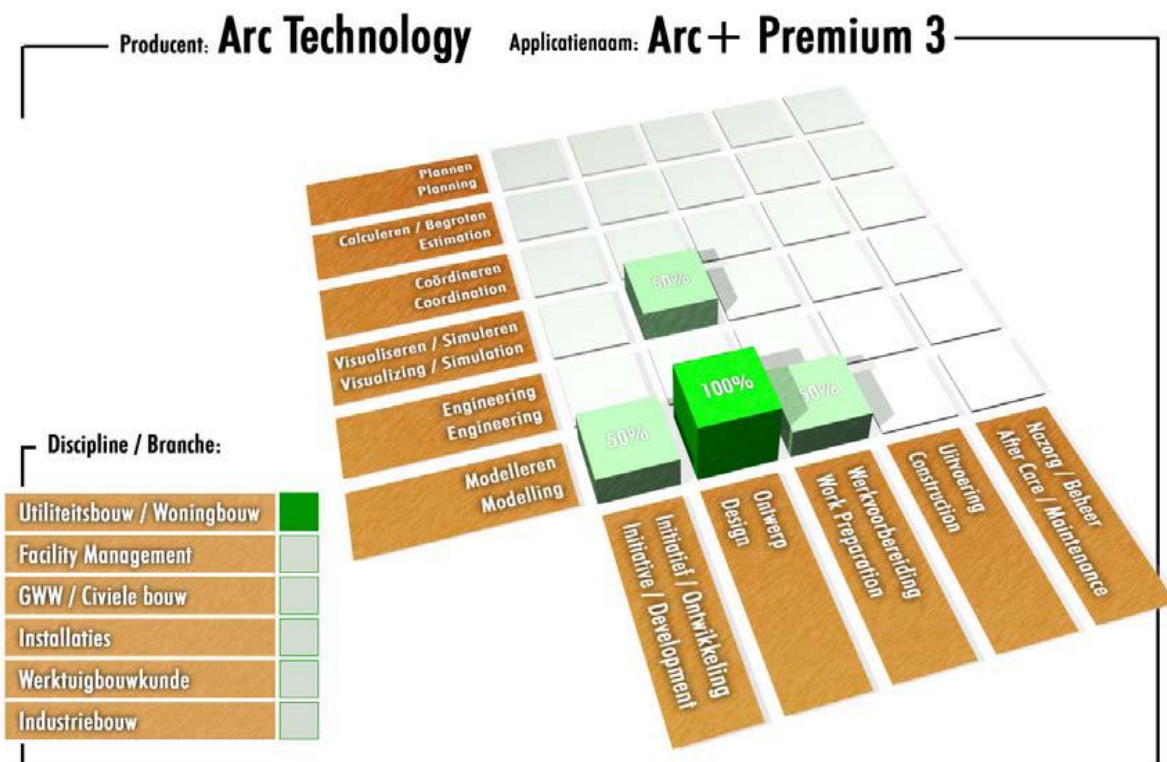 Producent: Arc Technology Applicatienaam: Arc+ Premium 3
Plannen
Planning
Calculeren / Begroten
Estimation
Coördineren
Coordination
Visualiseren / Simuleren
Visualizing / Simulation
Engineering
Engineering
Modelleren
Modelling
50%
50%
100%
50%
Initiatief / Ontwikkeling
Initiative / Development
Ontwerp
Design
Werkvoorbereiding
Work Preparation
Uitvoering
Construction
Nazorg / Beheer
After Care / Maintenance
Discipline / Branche:
Utiliteitsbouw / Woningbouw
Facility Management
GWW / Civiele bouw
Installaties
Werktuigbouwkunde
Industriebouw